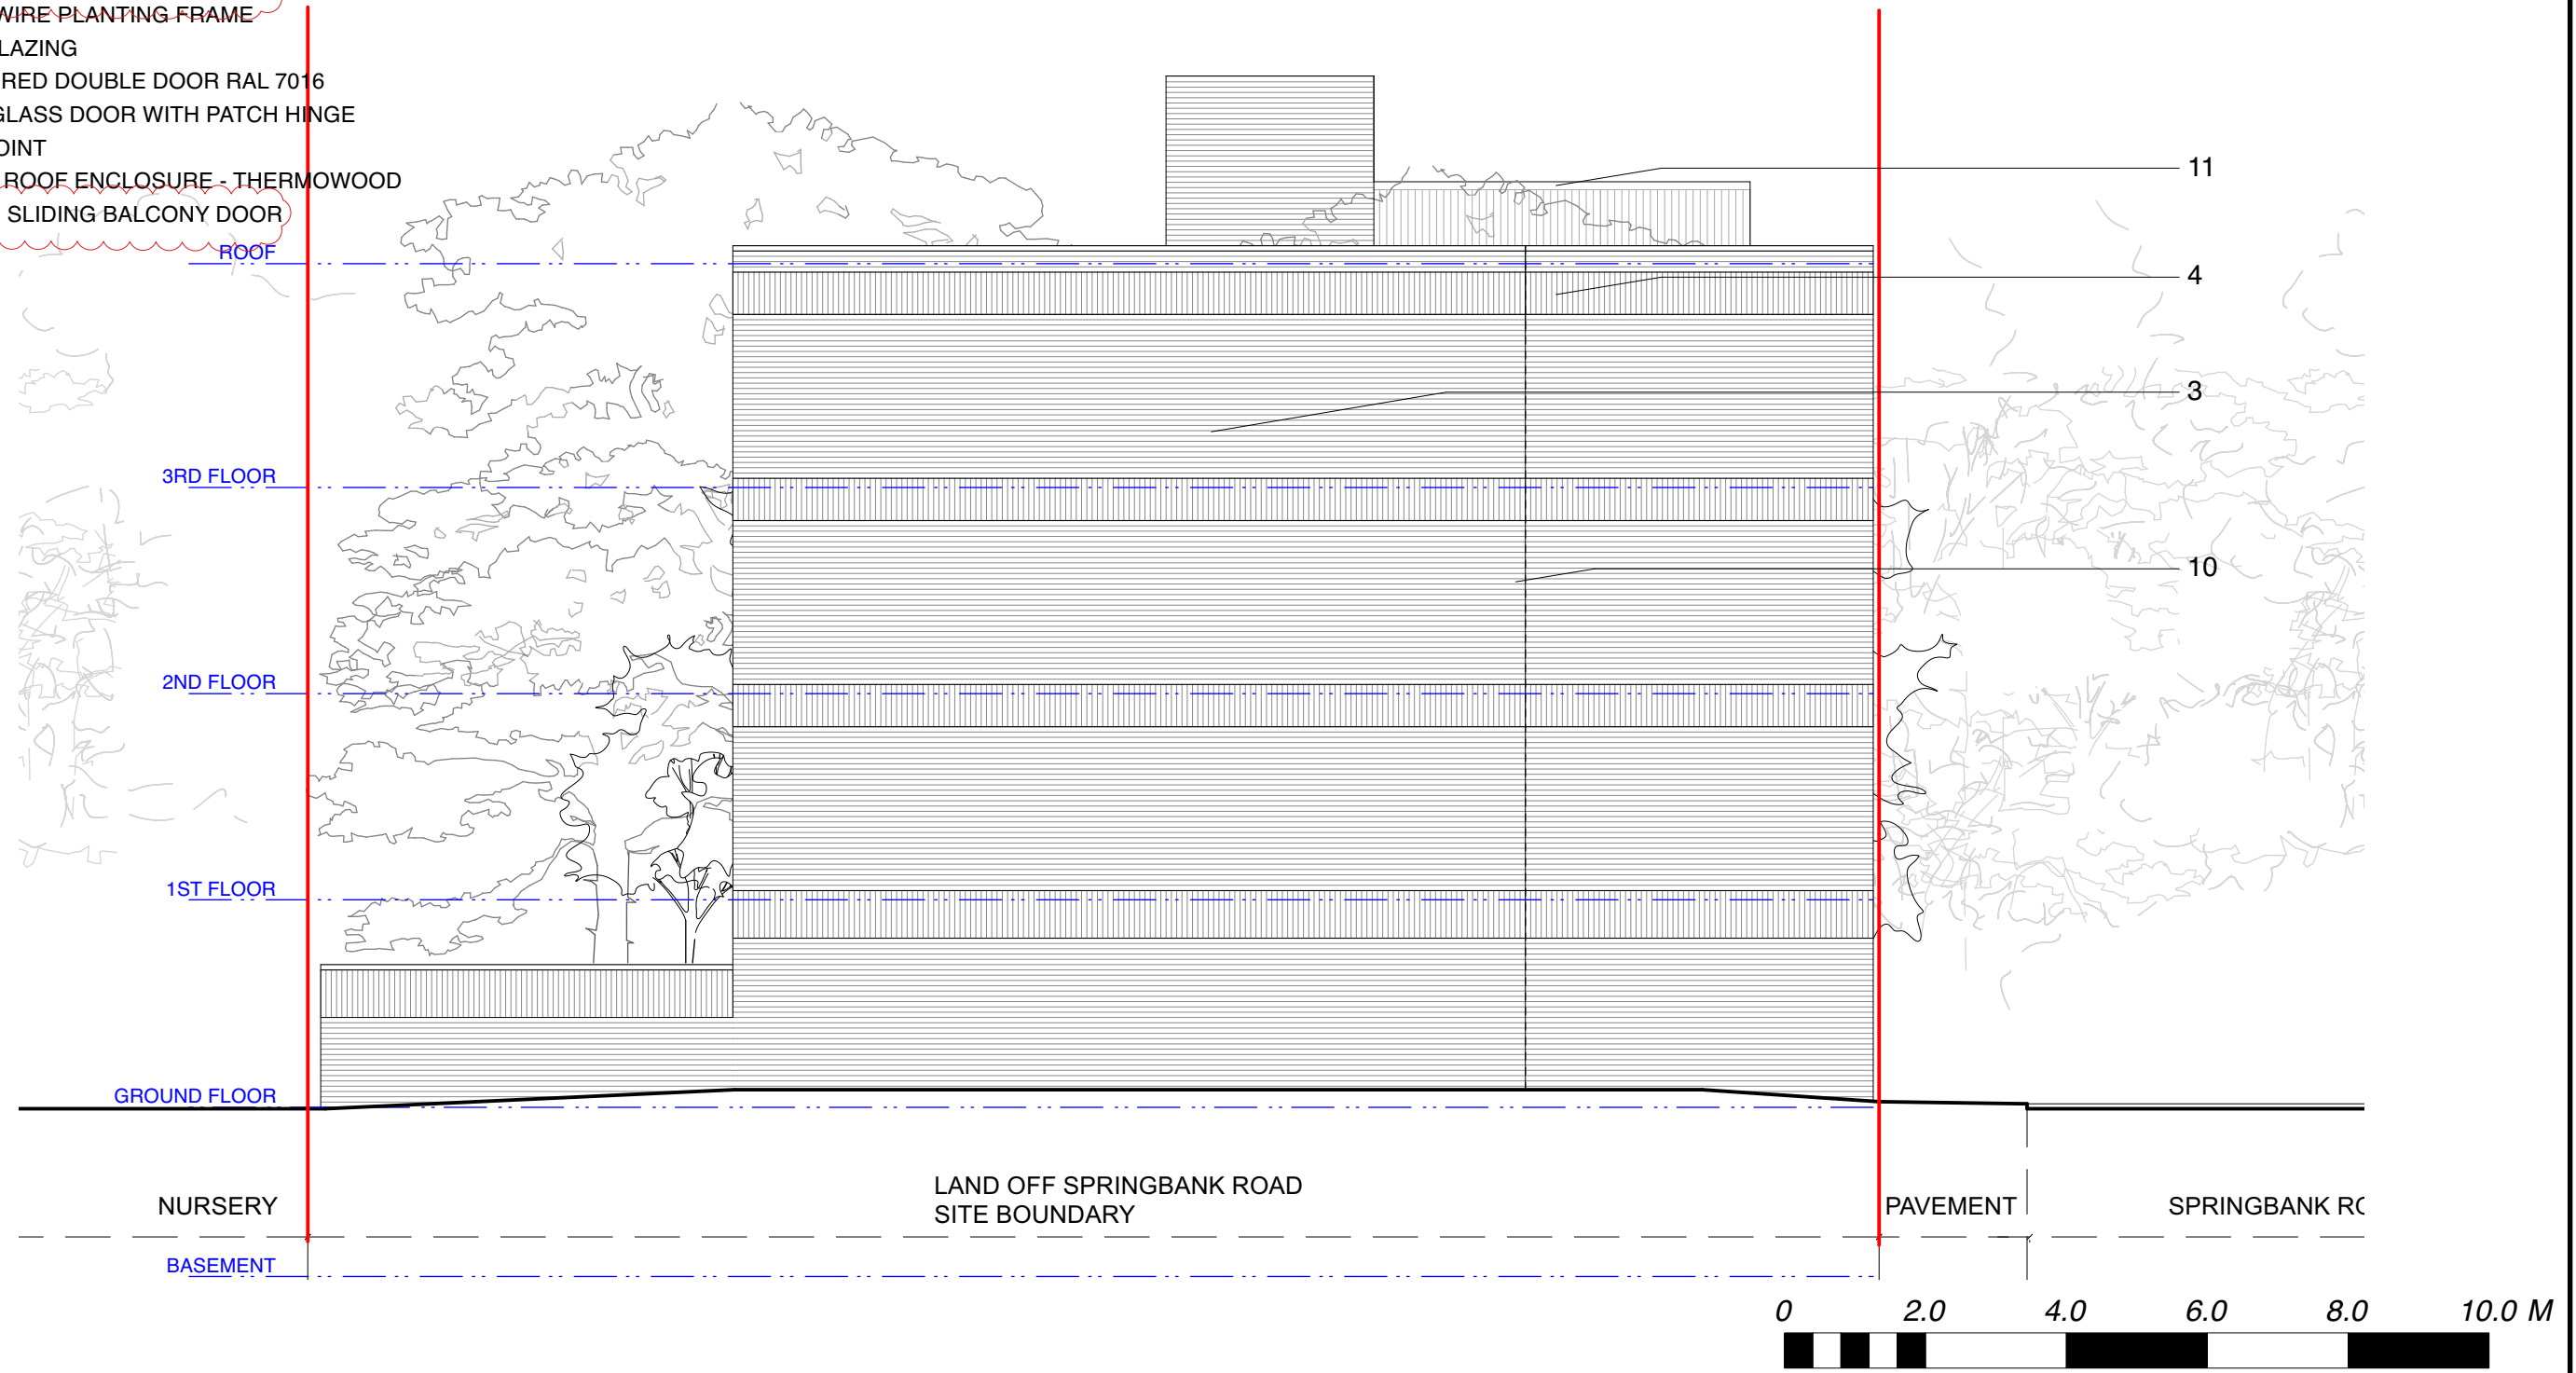 WIRE PLANTING FRAME
LAZING
RED DOUBLE DOOR RAL 7016
GLASS DOOR WITH PATCH HINGE
OINT
ROOF ENCLOSURE - THERMOWOOD
SLIDING BALCONY DOOR
11
ROOF
4
3
3RD FLOOR
10
2ND FLOOR
1ST FLOOR
GROUND FLOOR
LAND OFF SPRINGBANK ROAD
SITE BOUNDARY
NURSERY
PAVEMENT
SPRINGBANK RO
BASEMENT
0 2.0 4.0 6.0 8.0 10.0 M